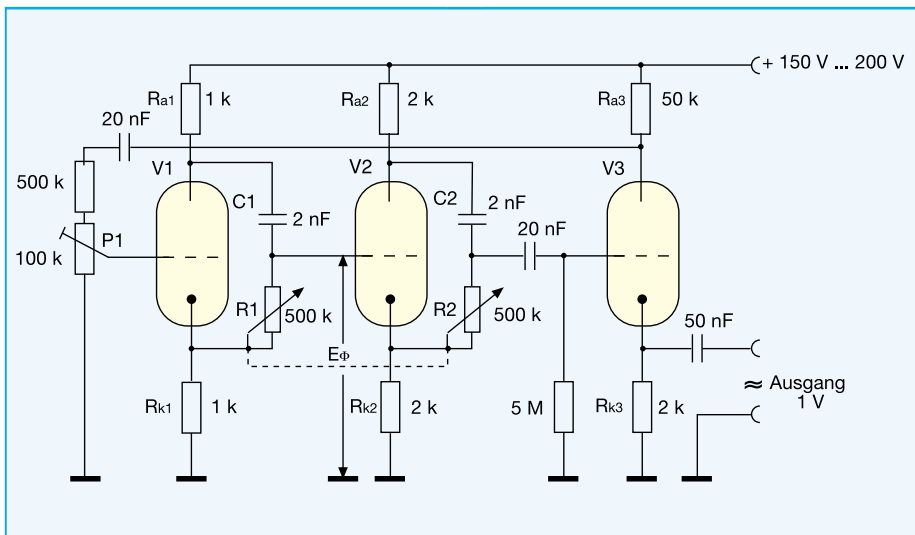 + 150 V ... 200 V
Ra1 1 k
Ra2 2 k
Ra3 50 k
20 nF
V1
V2
V3
500 k
C1
2 nF
C2
2 nF
20 nF
P1
100 k
R1
500 k
R2
500 k
50 nF
EΦ
Rk1
1 k
Rk2
2 k
5 M
Rk3
2 k
≈ Ausgang
1 V